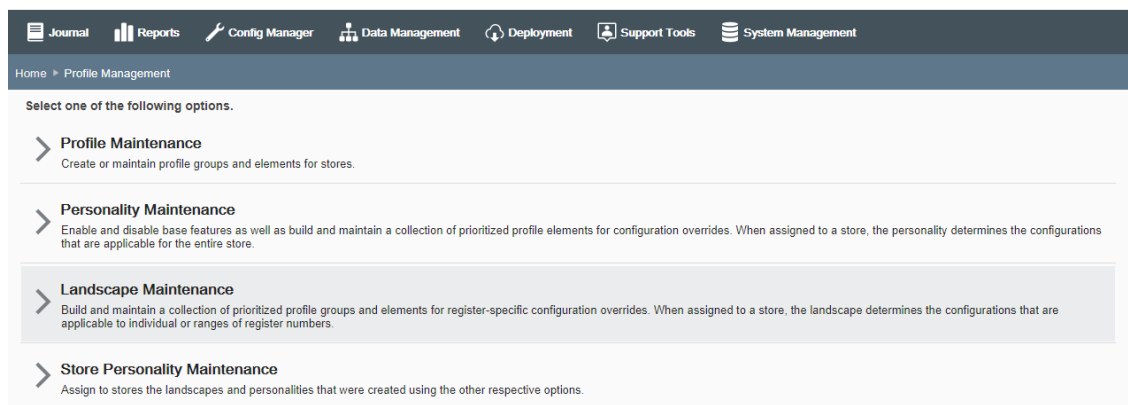 Journal Reports Config Manager Data Management Deployment Support Tools System Management
Home Profile Management
Select one of the following options.
Profile Maintenance
Create or maintain profile groups and elements for stores.
Personality Maintenance
Enable and disable base features as well as build and maintain a collection of prioritized profile elements for configuration overrides. When assigned to a store, the personality determines the configurations
that are applicable for the entire store.
Landscape Maintenance
Build and maintain a collection of prioritized profile groups and elements for register-specific configuration overrides. When assigned to a store, the landscape determines the configurations that are
applicable to individual or ranges of register numbers.
Store Personality Maintenance
Assign to stores the landscapes and personalities that were created using the other respective options.